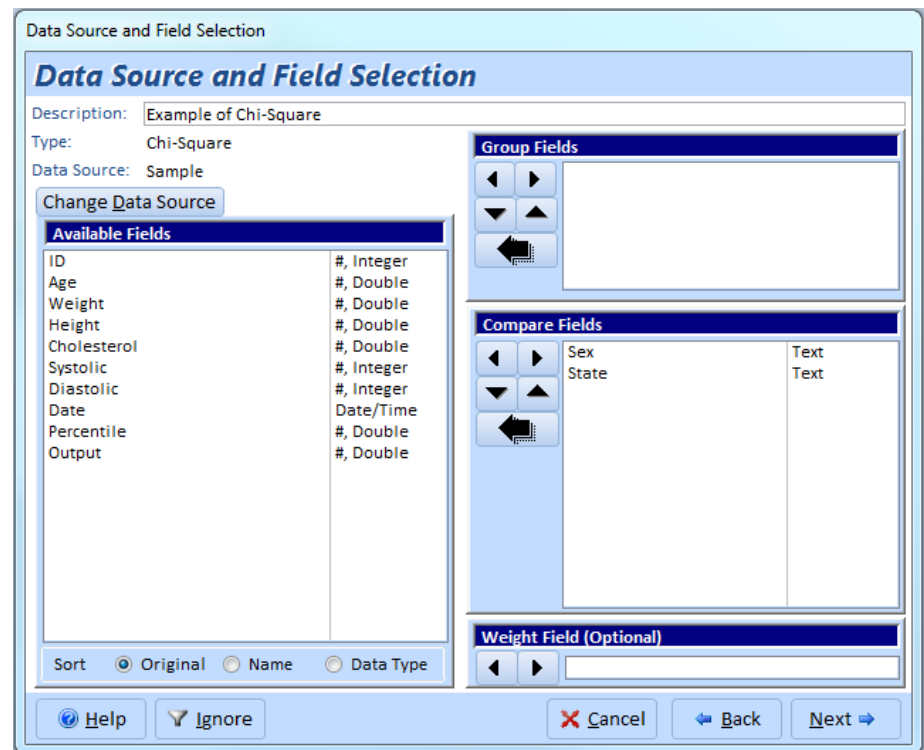 Data Source and Field Selection
Data Source and Field Selection
Description: Example of Chi-Square
Type: Chi-Square
Data Source: Sample
Change Data Source
Available Fields
ID #, Integer
Age #, Double
Weight #, Double
Height #, Double
Cholesterol #, Double
Systolic #, Integer
Diastolic #, Integer
Date Date/Time
Percentile #, Double
Output #, Double
Sort Original Name Data Type
Group Fields
Compare Fields
Sex Text
State Text
Weight Field (Optional)
Help Ignore Cancel Back Next